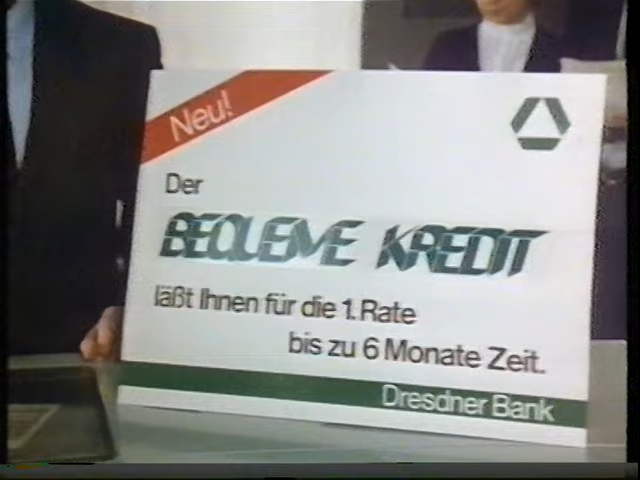 Neu!
Der
BEQUEME KREDIT
läßt Ihnen für die 1. Rate
bis zu 6 Monate Zeit.
Dresdner Bank